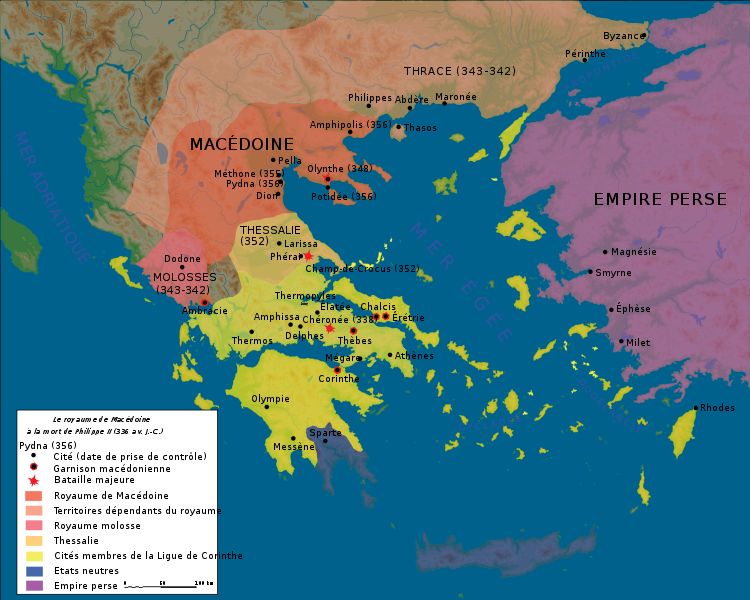 Byzance
Périnthe
THRACE (343-342)
Philippes
Abdère
Maronée
Amphipolis (356)
Thasos
MACÉDOINE
Pella
Olynthe (348)
Méthone (355)
Pydna (356)
Dion
Potidée (356)
MER ADRIATIQUE
EMPIRE PERSE
MER ÉGÉE
THESSALIE
(352)
Larissa
Phérai
Champ-de-Crocus (352)
Dodone
MOLOSSES
(343-342)
Ambracie
Magnésie
Smyrne
Éphèse
Milet
Thermopyles
Elatée
Chalcis
Amphissa
Chéronée (338)
Érétrie
Thermos
Delphes
Thèbes
Mégare
Athènes
Corinthe
Olympie
Rhodes
Sparte
Messène
Le royaume de Macédoine
à la mort de Philippe II (336 av. J.-C.)
Pydna (356)
Cité (date de prise de contrôle)
Garnison macédonienne
Bataille majeure
Royaume de Macédoine
Territoires dépendants du royaume
Royaume molosse
Thessalie
Cités membres de la Ligue de Corinthe
Etats neutres
Empire perse
0 50 100 km